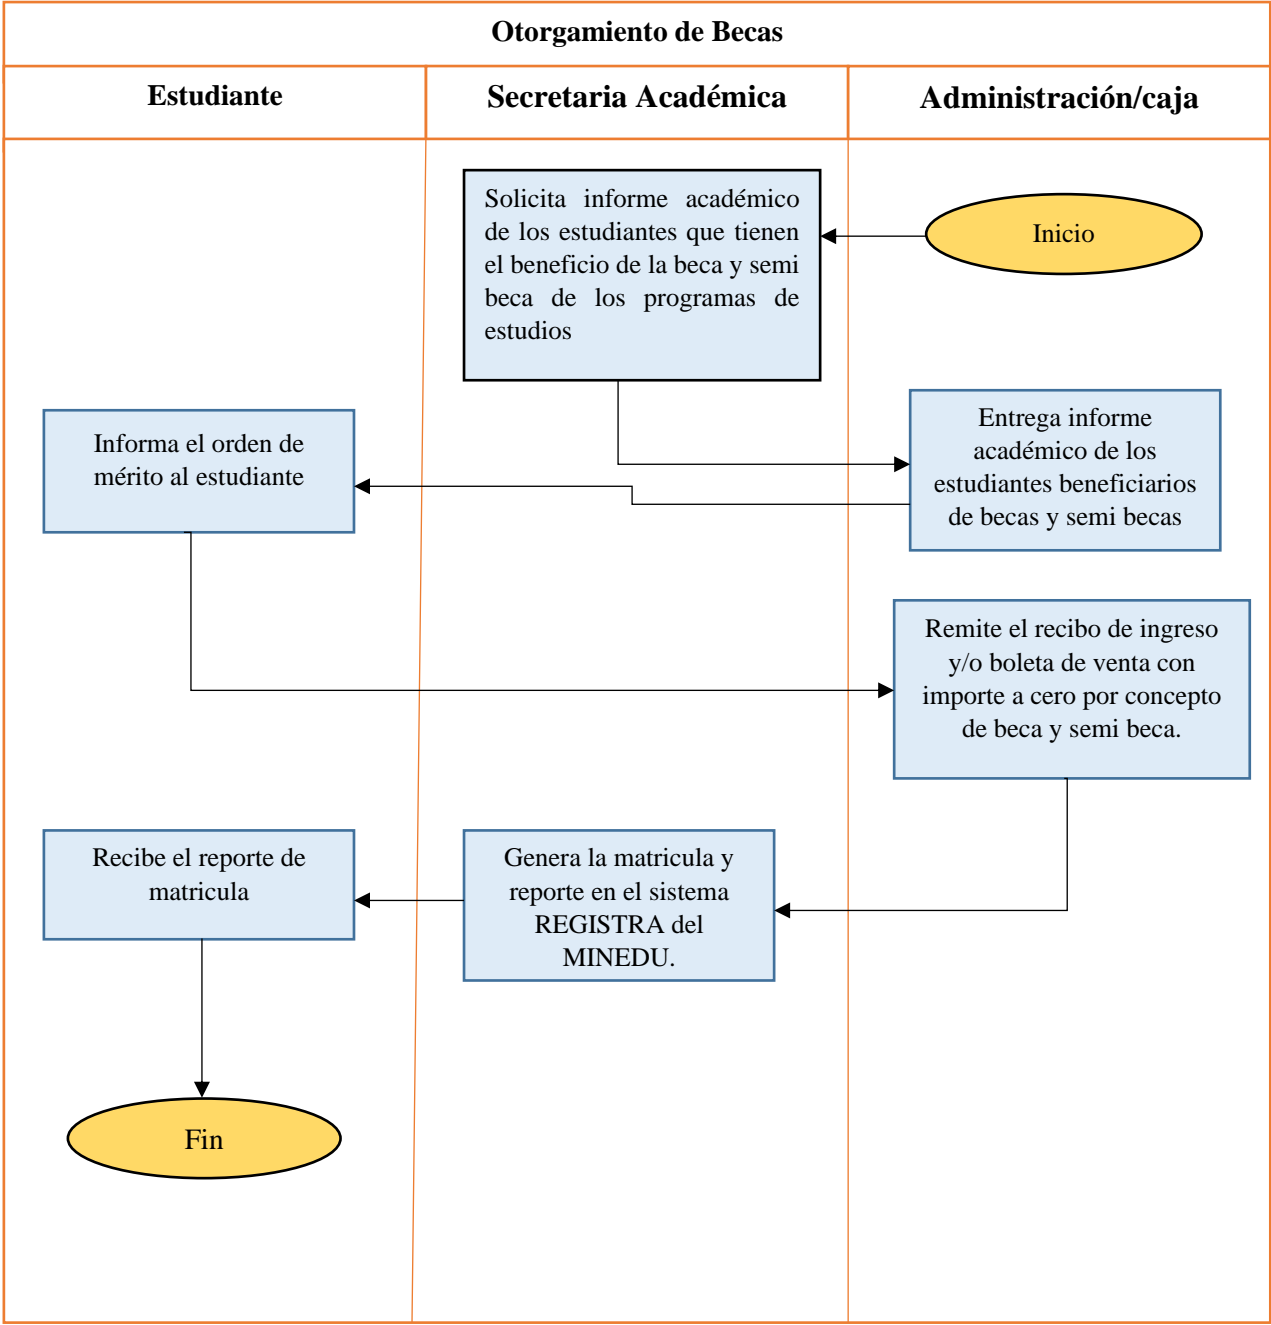 Otorgamiento de Becas
Estudiante
Secretaria Académica
Administración/caja
Solicita informe académico
de los estudiantes que tienen
el beneficio de la beca y semi
beca de los programas de
estudios
Inicio
Informa el orden de
mérito al estudiante
Entrega informe
académico de los
estudiantes beneficiarios
de becas y semi becas
Remite el recibo de ingreso
y/o boleta de venta con
importe a cero por concepto
de beca y semi beca.
Recibe el reporte de
matricula
Genera la matricula y
reporte en el sistema
REGISTRA del
MINEDU.
Fin